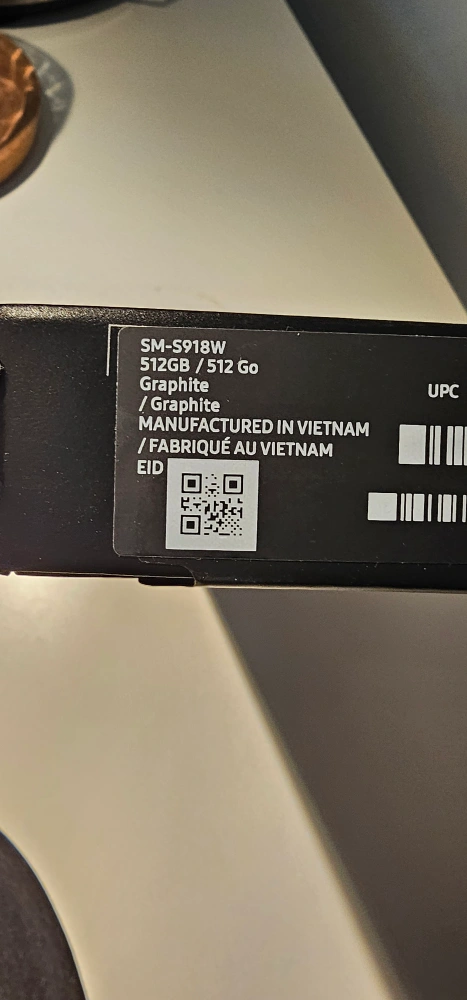 SM-S918W
512GB / 512 Go
Graphite
/ Graphite
MANUFACTURED IN VIETNAM
/ FABRIQUÉ AU VIETNAM
EID
UPC